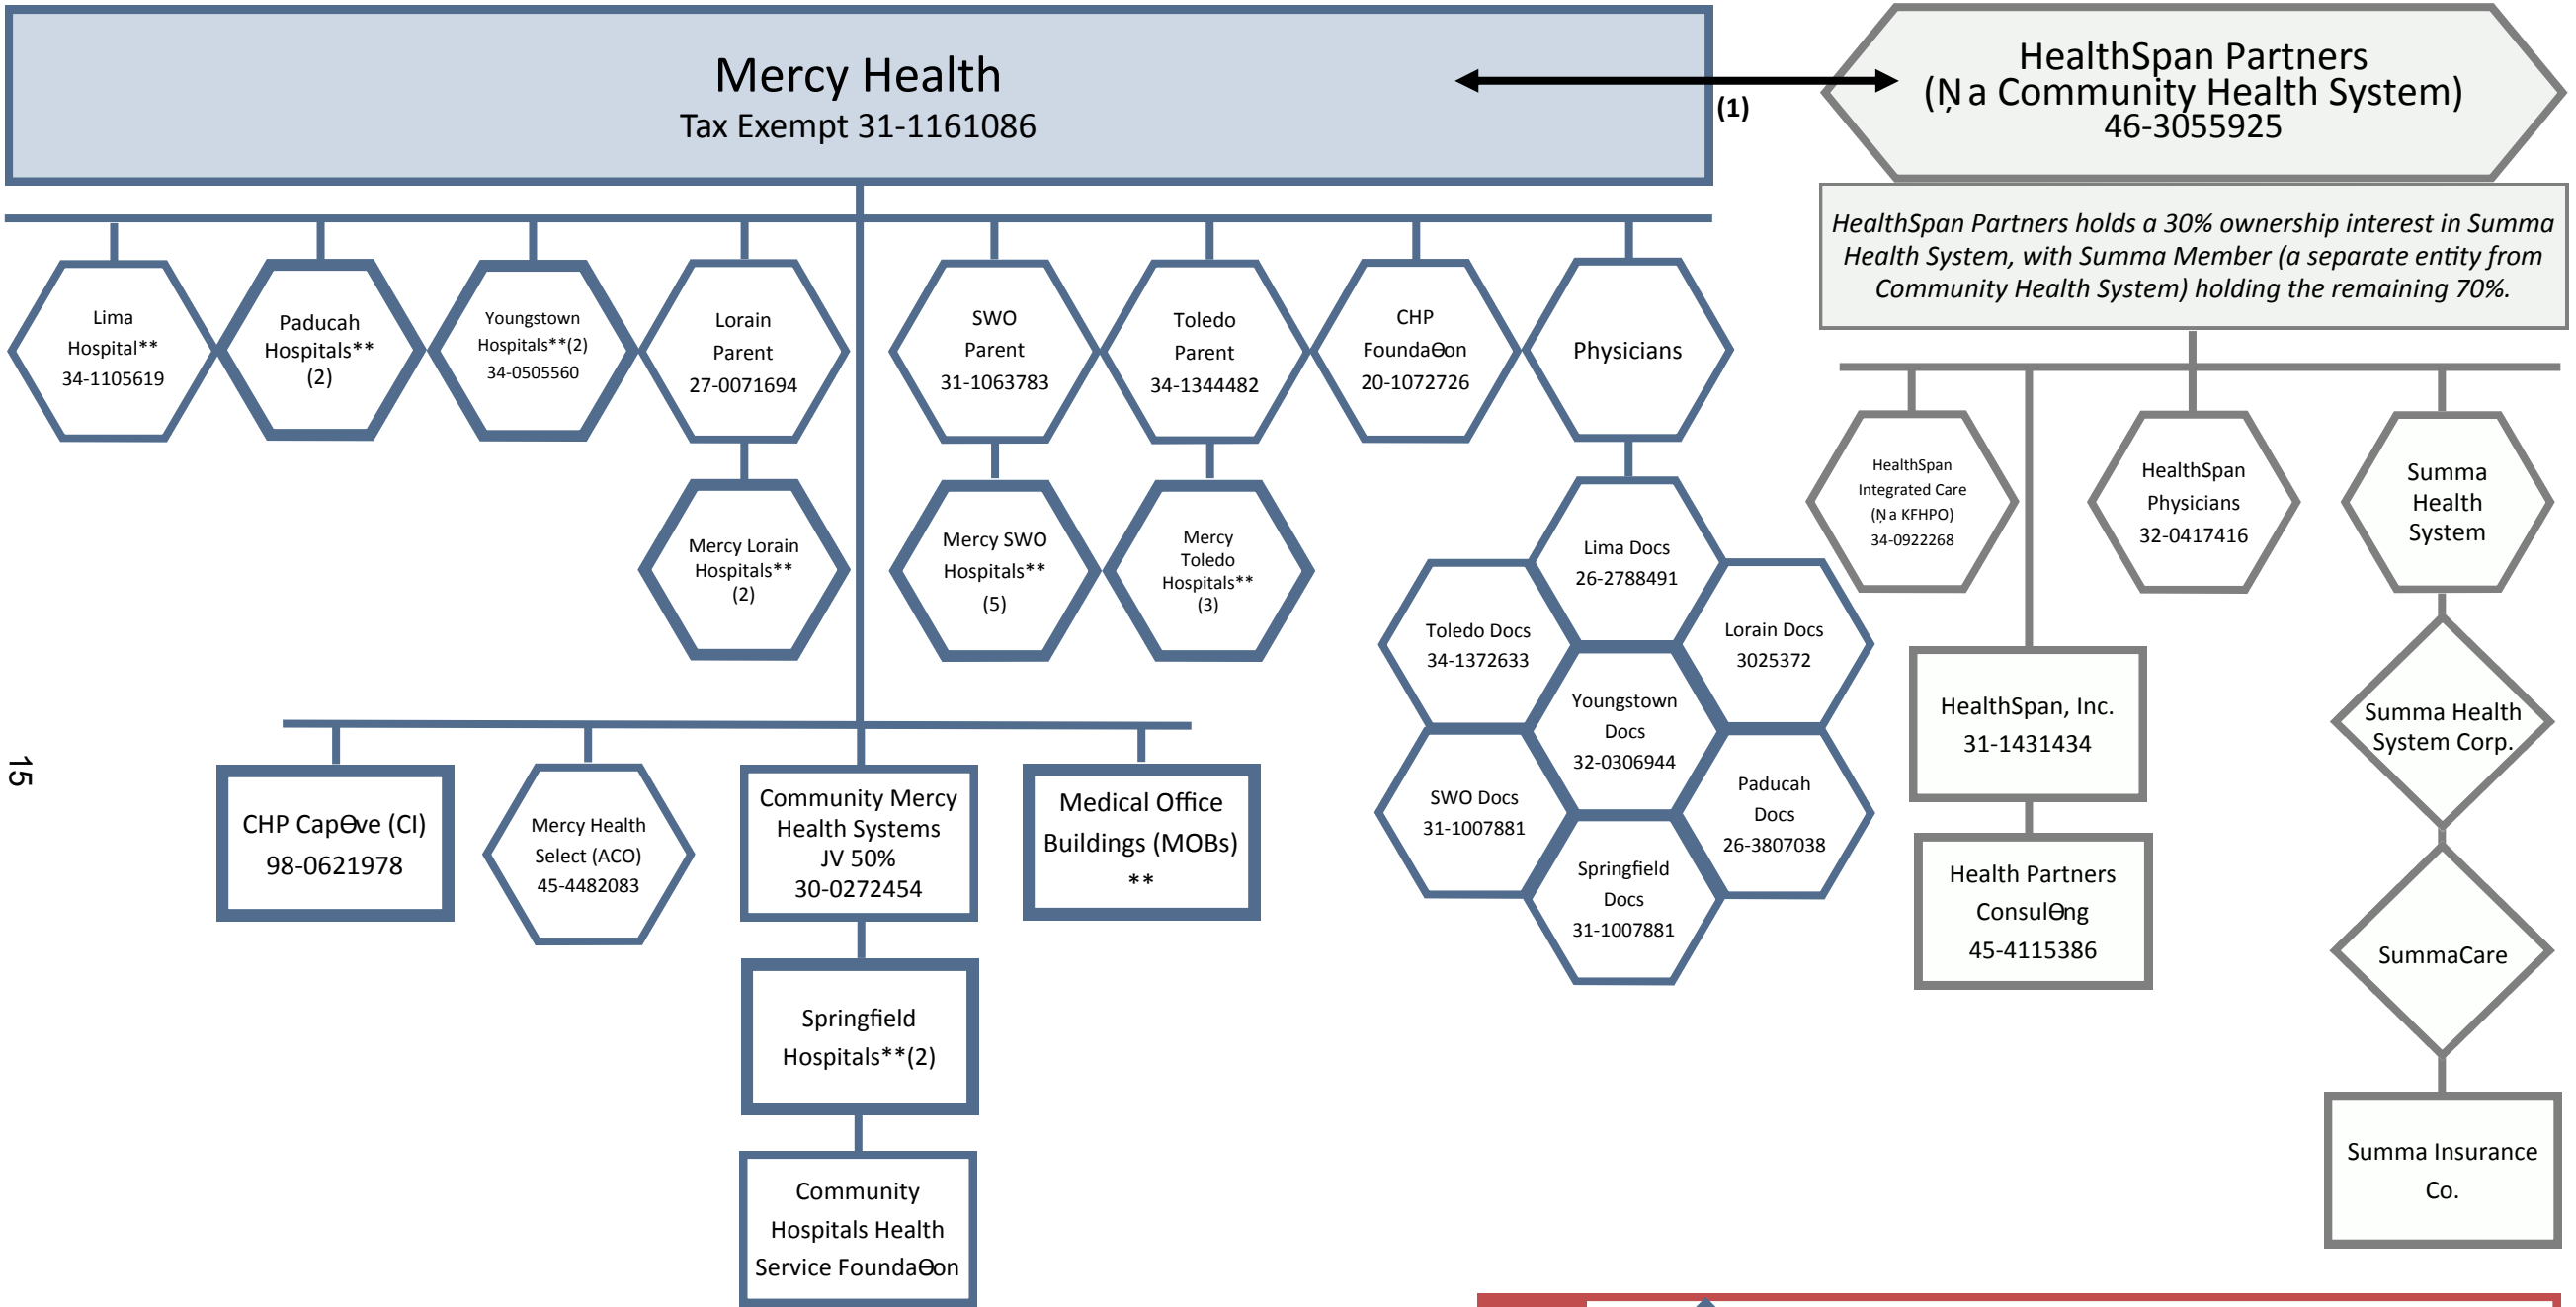 Mercy Health
Tax Exempt 31-1161086
(1)
HealthSpan Partners
(Ņa Community Health System)
46-3055925
HealthSpan Partners holds a 30% ownership interest in Summa
Health System, with Summa Member (a separate entity from
Community Health System) holding the remaining 70%.
Lima
Hospital**
34-1105619
Paducah
Hospitals**
(2)
Youngstown
Hospitals**(2)
34-0505560
Lorain
Parent
27-0071694
SWO
Parent
31-1063783
Toledo
Parent
34-1344482
CHP
FoundaƟon
20-1072726
Physicians
Mercy Lorain
Hospitals**
(2)
Mercy SWO
Hospitals**
(5)
Mercy
Toledo
Hospitals**
(3)
Lima Docs
26-2788491
Toledo Docs
34-1372633
Lorain Docs
3025372
Youngstown
Docs
32-0306944
SWO Docs
31-1007881
Paducah
Docs
26-3807038
Springfield
Docs
31-1007881
HealthSpan
Integrated Care
(Ņa KFHPO)
34-0922268
HealthSpan
Physicians
32-0417416
Summa
Health
System
HealthSpan, Inc.
31-1431434
Health Partners
ConsulƟng
45-4115386
Summa Health
System Corp.
SummaCare
Summa Insurance
Co.
CHP CapƟve (CI)
98-0621978
Mercy Health
Select (ACO)
45-4482083
Community Mercy
Health Systems
JV 50%
30-0272454
Medical Office
Buildings (MOBs)
**
Springfield
Hospitals**(2)
Community
Hospitals Health
Service FoundaƟon
15